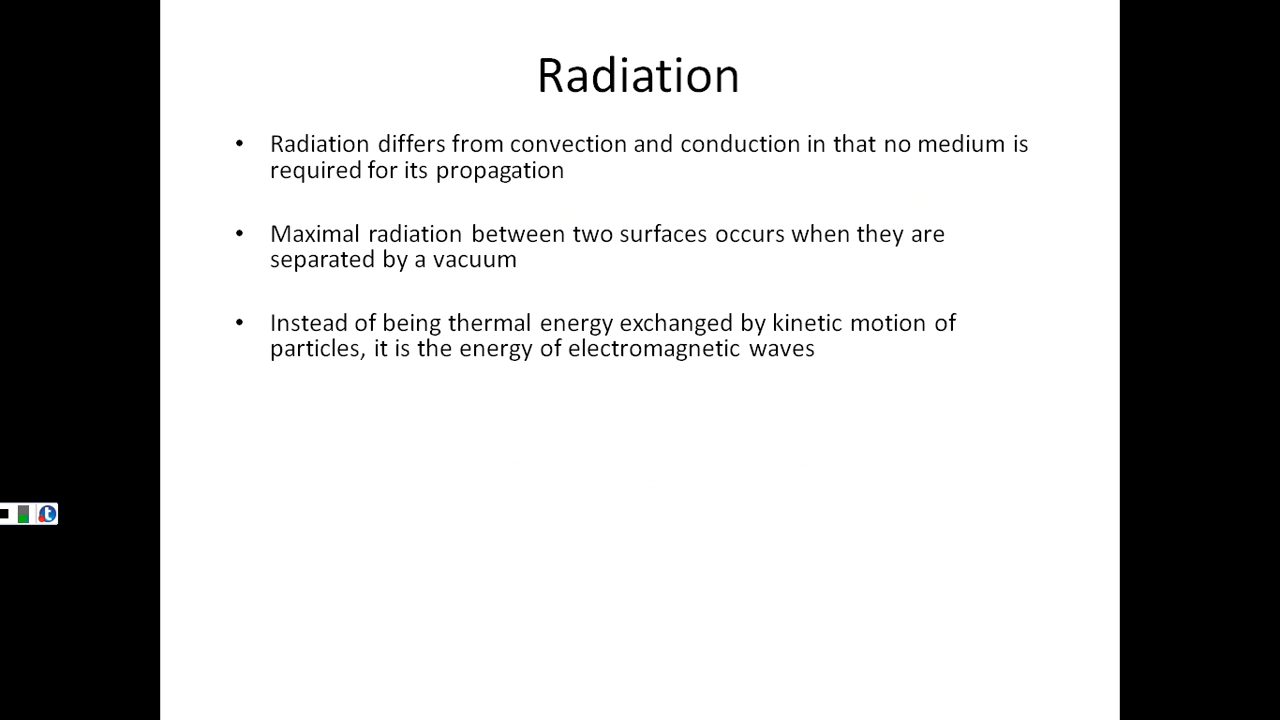 Radiation
• Radiation differs from convection and conduction in that no medium is
required for its propagation
• Maximal radiation between two surfaces occurs when they are
separated by a vacuum
• Instead of being thermal energy exchanged by kinetic motion of
particles, it is the energy of electromagnetic waves
t